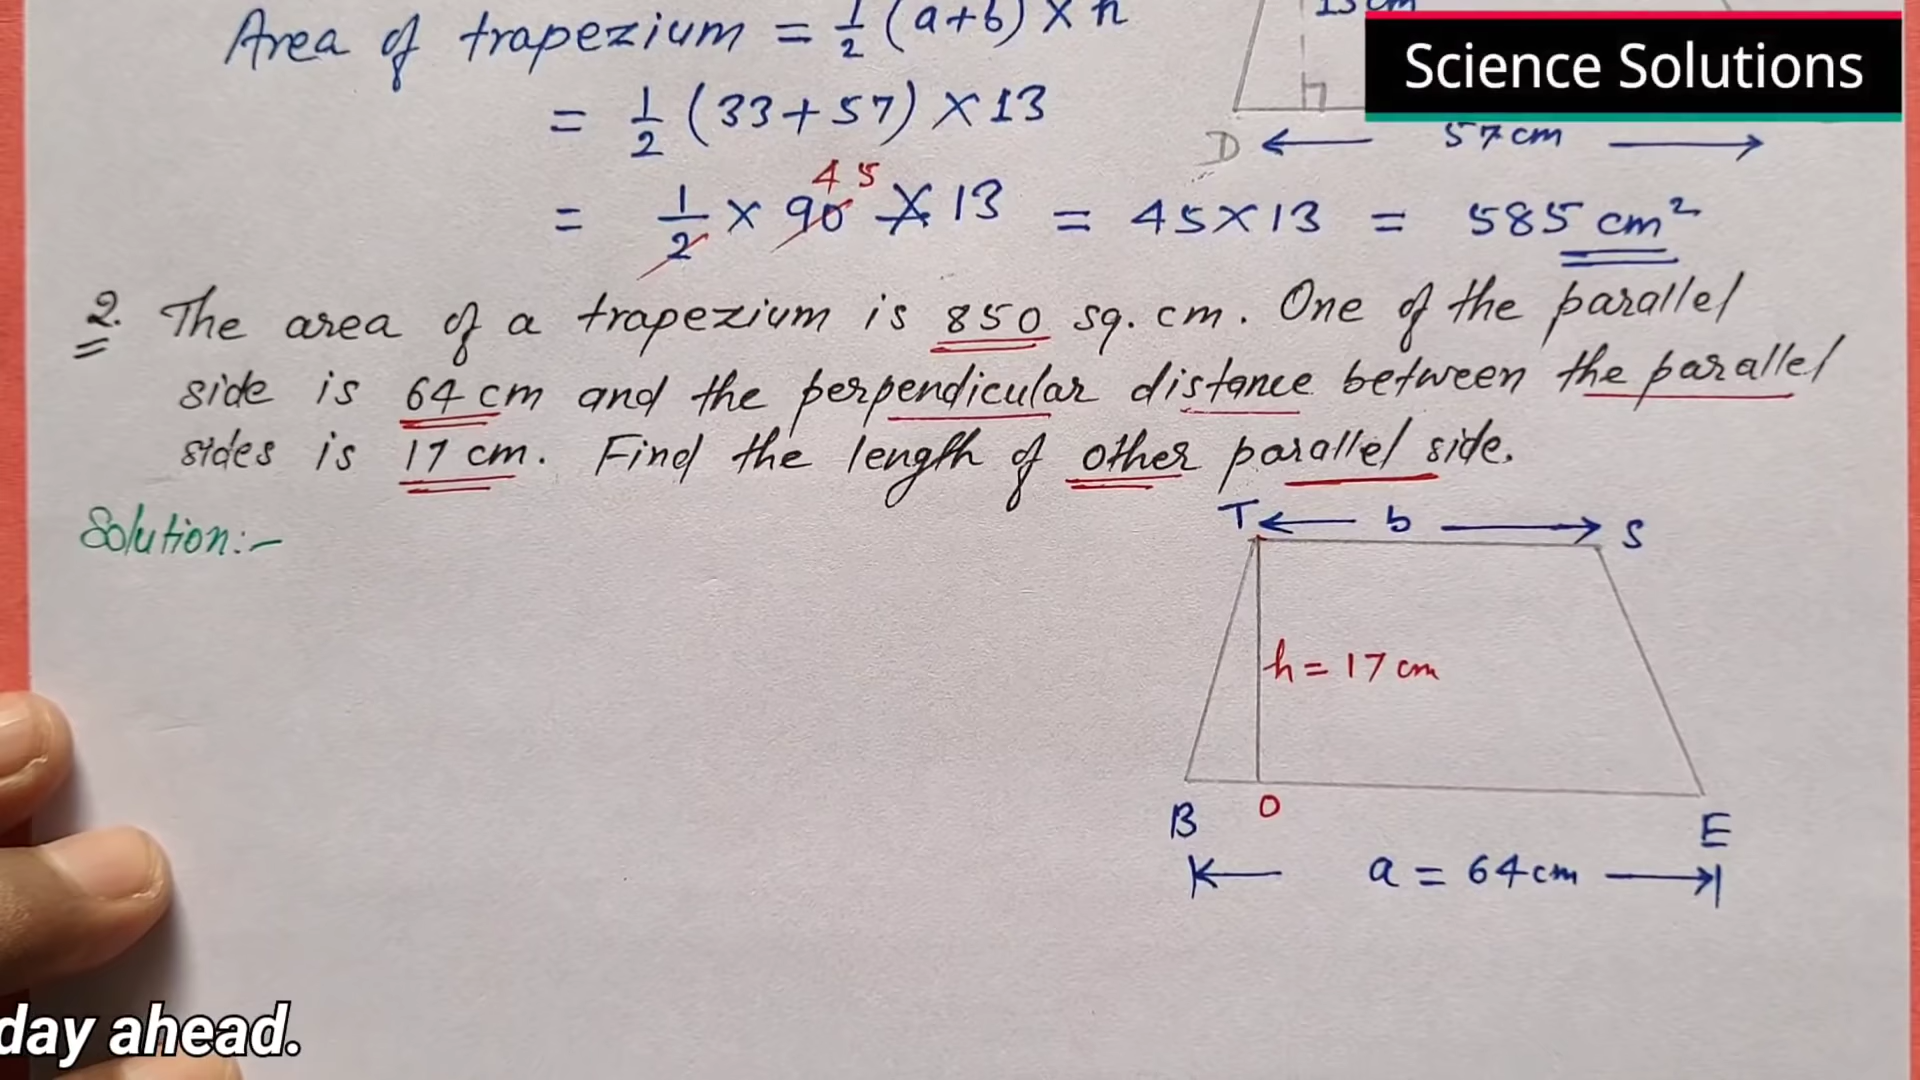 Area of trapezium = 1/2 (a+b) × h
13 cm
Science Solutions
= 1/2 (33+57) × 13
D
57 cm
45
= 1/2 × 90 × 13 = 45×13 = 585 cm²
2. The area of a trapezium is 850 sq. cm. One of the parallel
side is 64 cm and the perpendicular distance between the parallel
sides is 17 cm. Find the length of other parallel side.
Solution:-
T b S
h = 17 cm
B O E
a = 64 cm
day ahead.